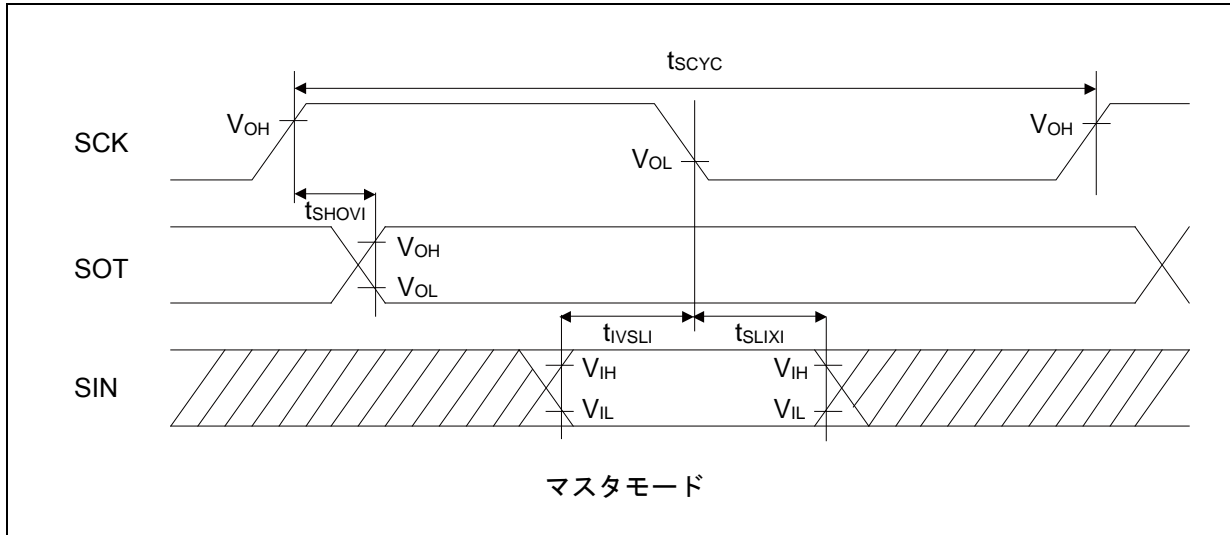 tSCYC
SCK
VOH
VOL
VOH
tSHOVI
SOT
VOH
VOL
tIVSLI
tSLIXI
SIN
VIH
VIL
VIH
VIL
マスタモード